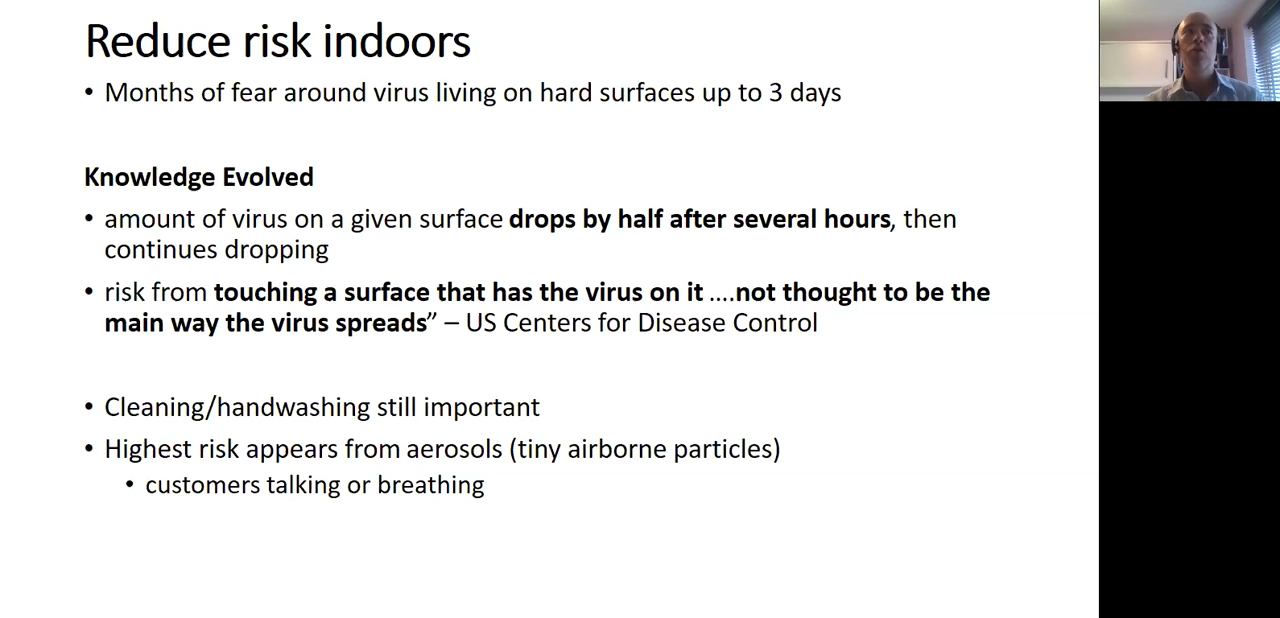 Reduce risk indoors
• Months of fear around virus living on hard surfaces up to 3 days
Knowledge Evolved
• amount of virus on a given surface drops by half after several hours, then
continues dropping
• risk from touching a surface that has the virus on it ….not thought to be the
main way the virus spreads” – US Centers for Disease Control
• Cleaning/handwashing still important
• Highest risk appears from aerosols (tiny airborne particles)
• customers talking or breathing